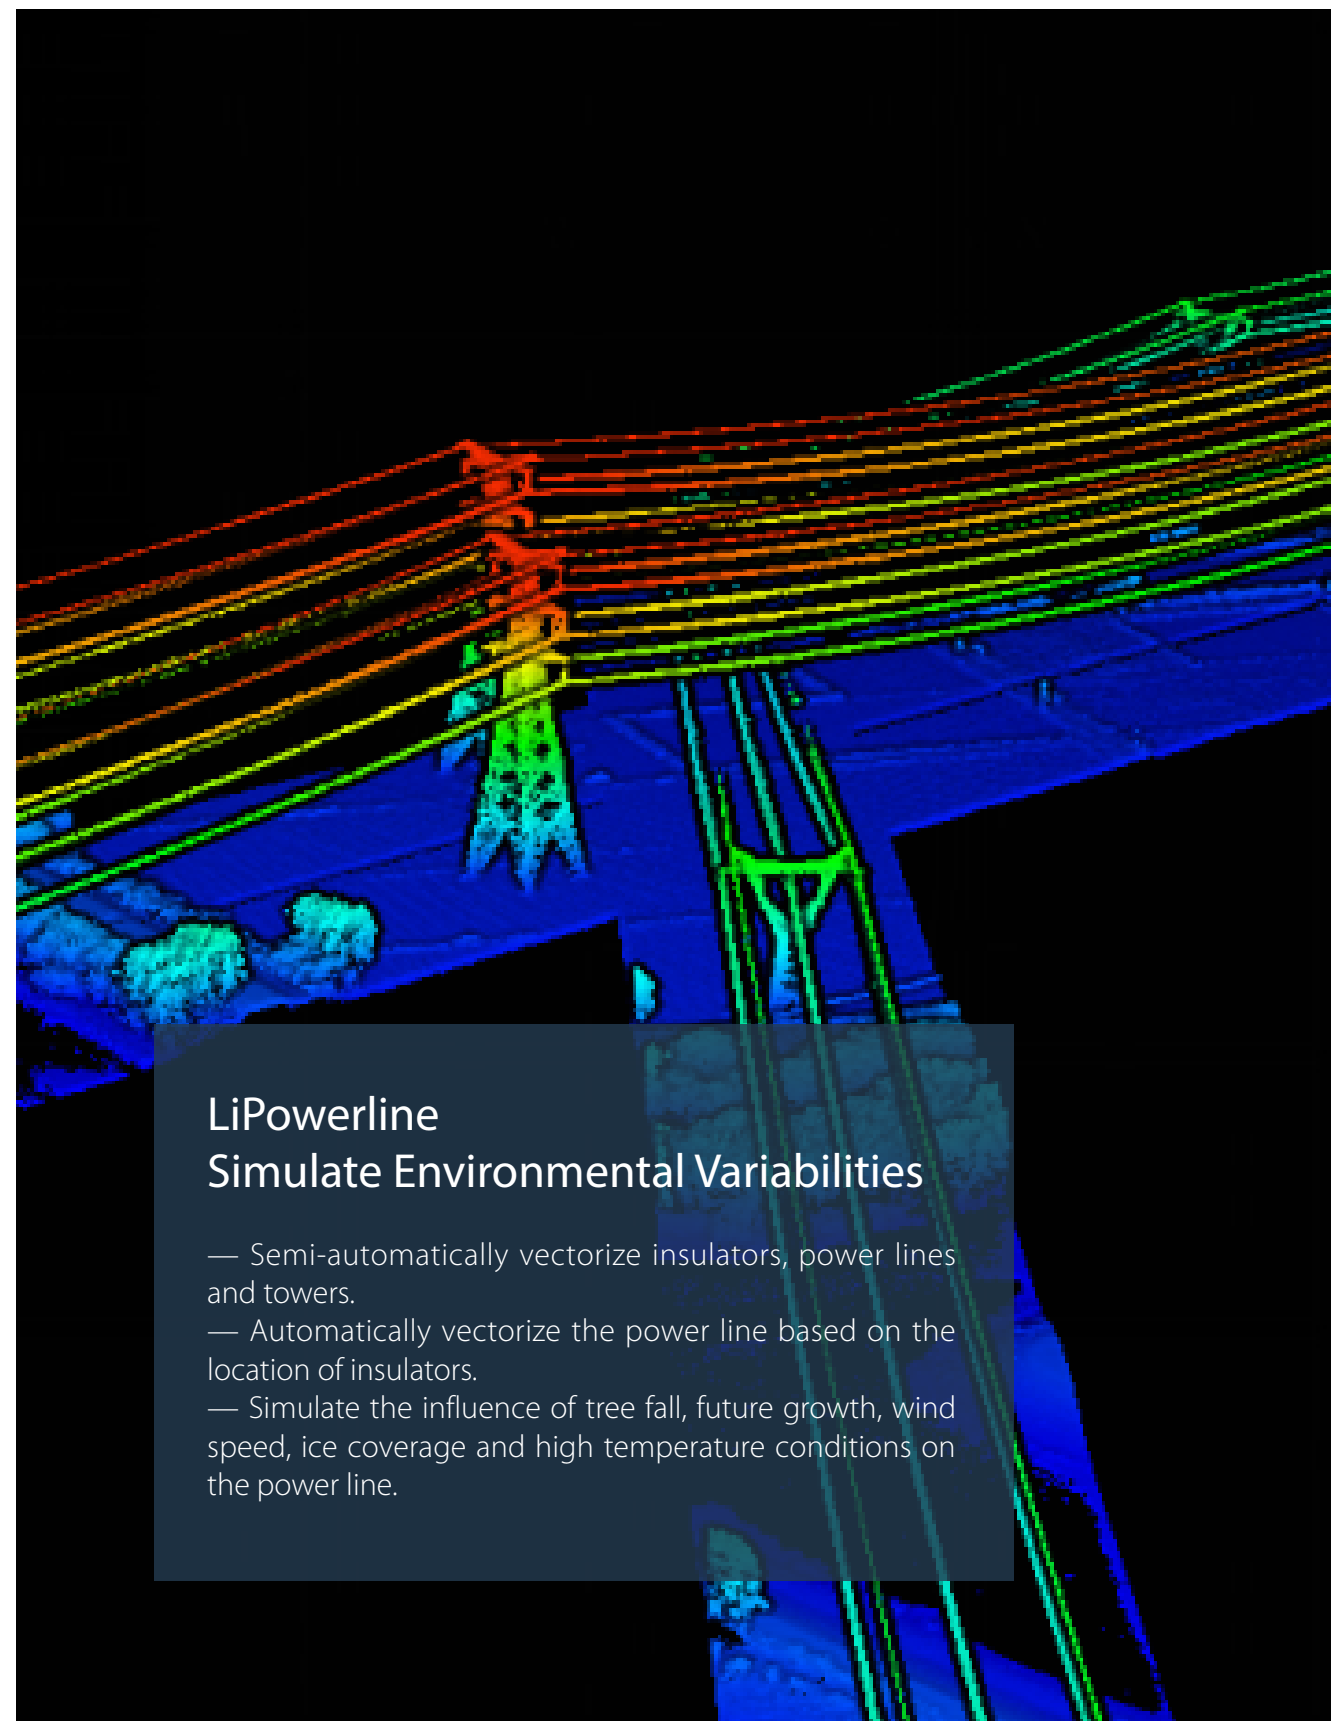 LiPowerline
Simulate Environmental Variabilities
— Semi-automatically vectorize insulators, power lines
and towers.
— Automatically vectorize the power line based on the
location of insulators.
— Simulate the influence of tree fall, future growth, wind
speed, ice coverage and high temperature conditions on
the power line.